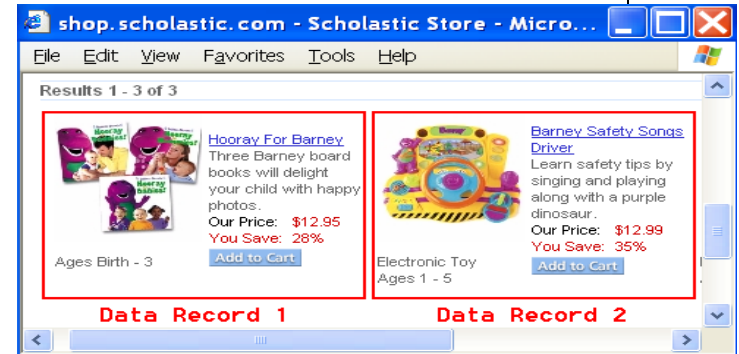 shop.scholastic.com - Scholastic Store - Micro...
File Edit View Favorites Tools Help
Results 1 - 3 of 3
Hooray For Barney
Three Barney board
books will delight
your child with happy
photos.
Our Price: $12.95
You Save: 28%
Add to Cart
Ages Birth - 3
Barney Safety Songs
Driver
Learn safety tips by
singing and playing
along with a purple
dinosaur.
Our Price: $12.99
You Save: 35%
Add to Cart
Electronic Toy
Ages 1 - 5
Data Record 1
Data Record 2